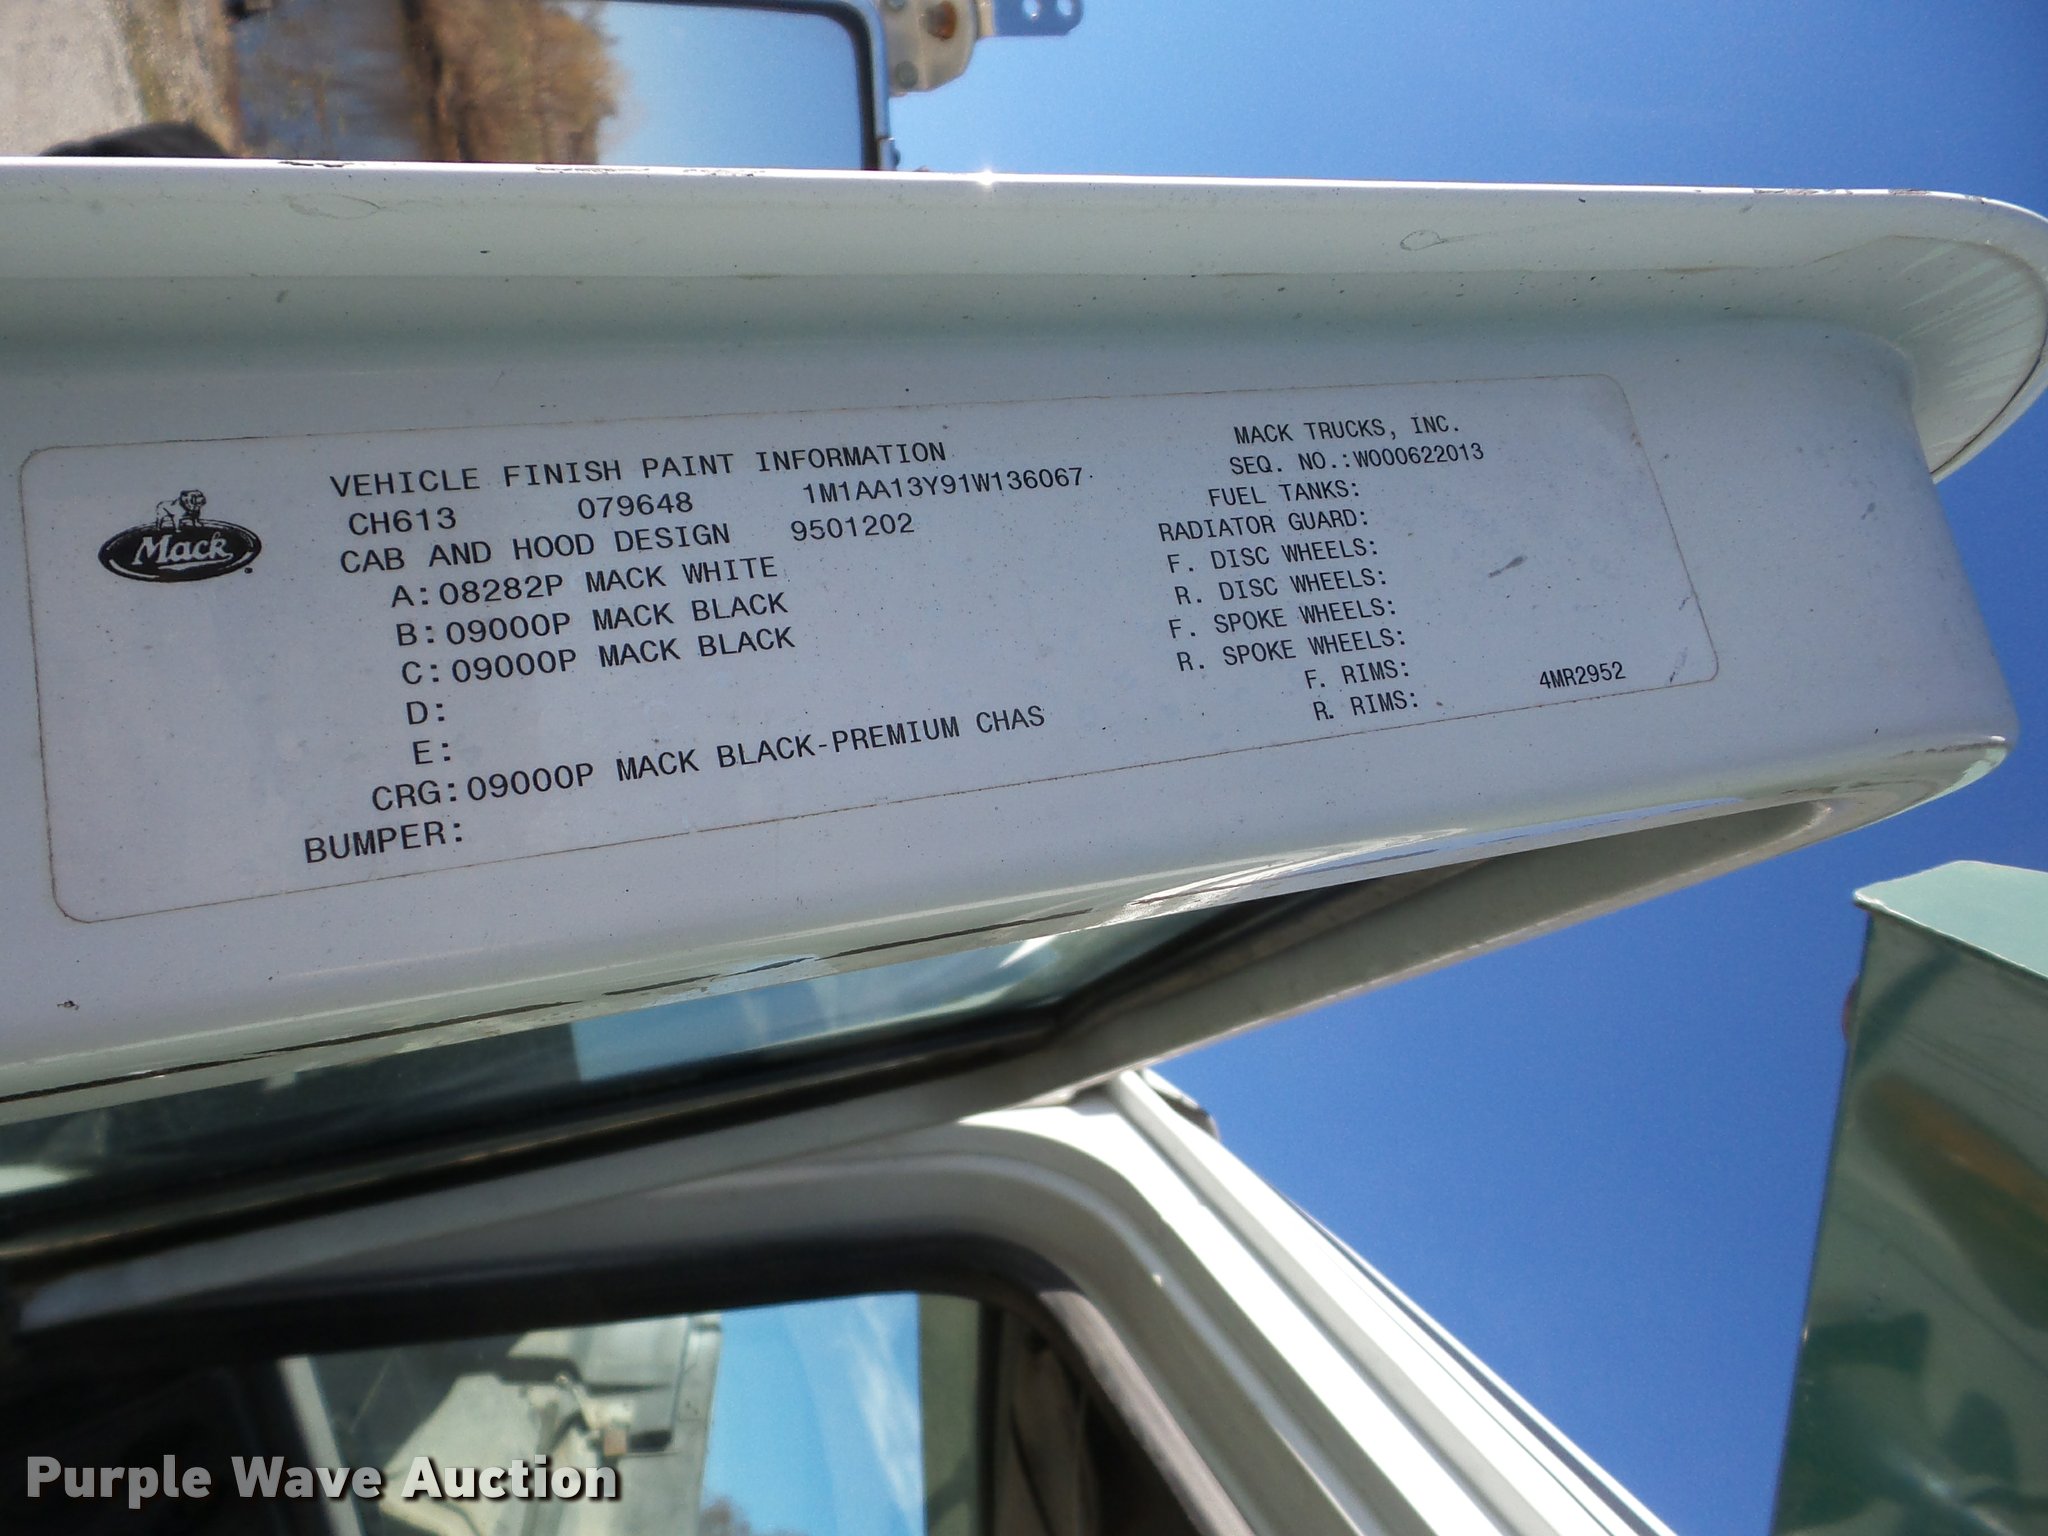 Mack
VEHICLE FINISH PAINT INFORMATION
CH613 079648 1M1AA13Y91W136067
CAB AND HOOD DESIGN 9501202
A:08282P MACK WHITE
B:09000P MACK BLACK
C:09000P MACK BLACK
D:
E:
CRG:09000P MACK BLACK-PREMIUM CHAS
BUMPER:
MACK TRUCKS, INC.
SEQ. NO.:W000622013
FUEL TANKS:
RADIATOR GUARD:
F. DISC WHEELS:
R. DISC WHEELS:
F. SPOKE WHEELS:
R. SPOKE WHEELS:
F. RIMS:
R. RIMS:
4MR2952
Purple Wave Auction